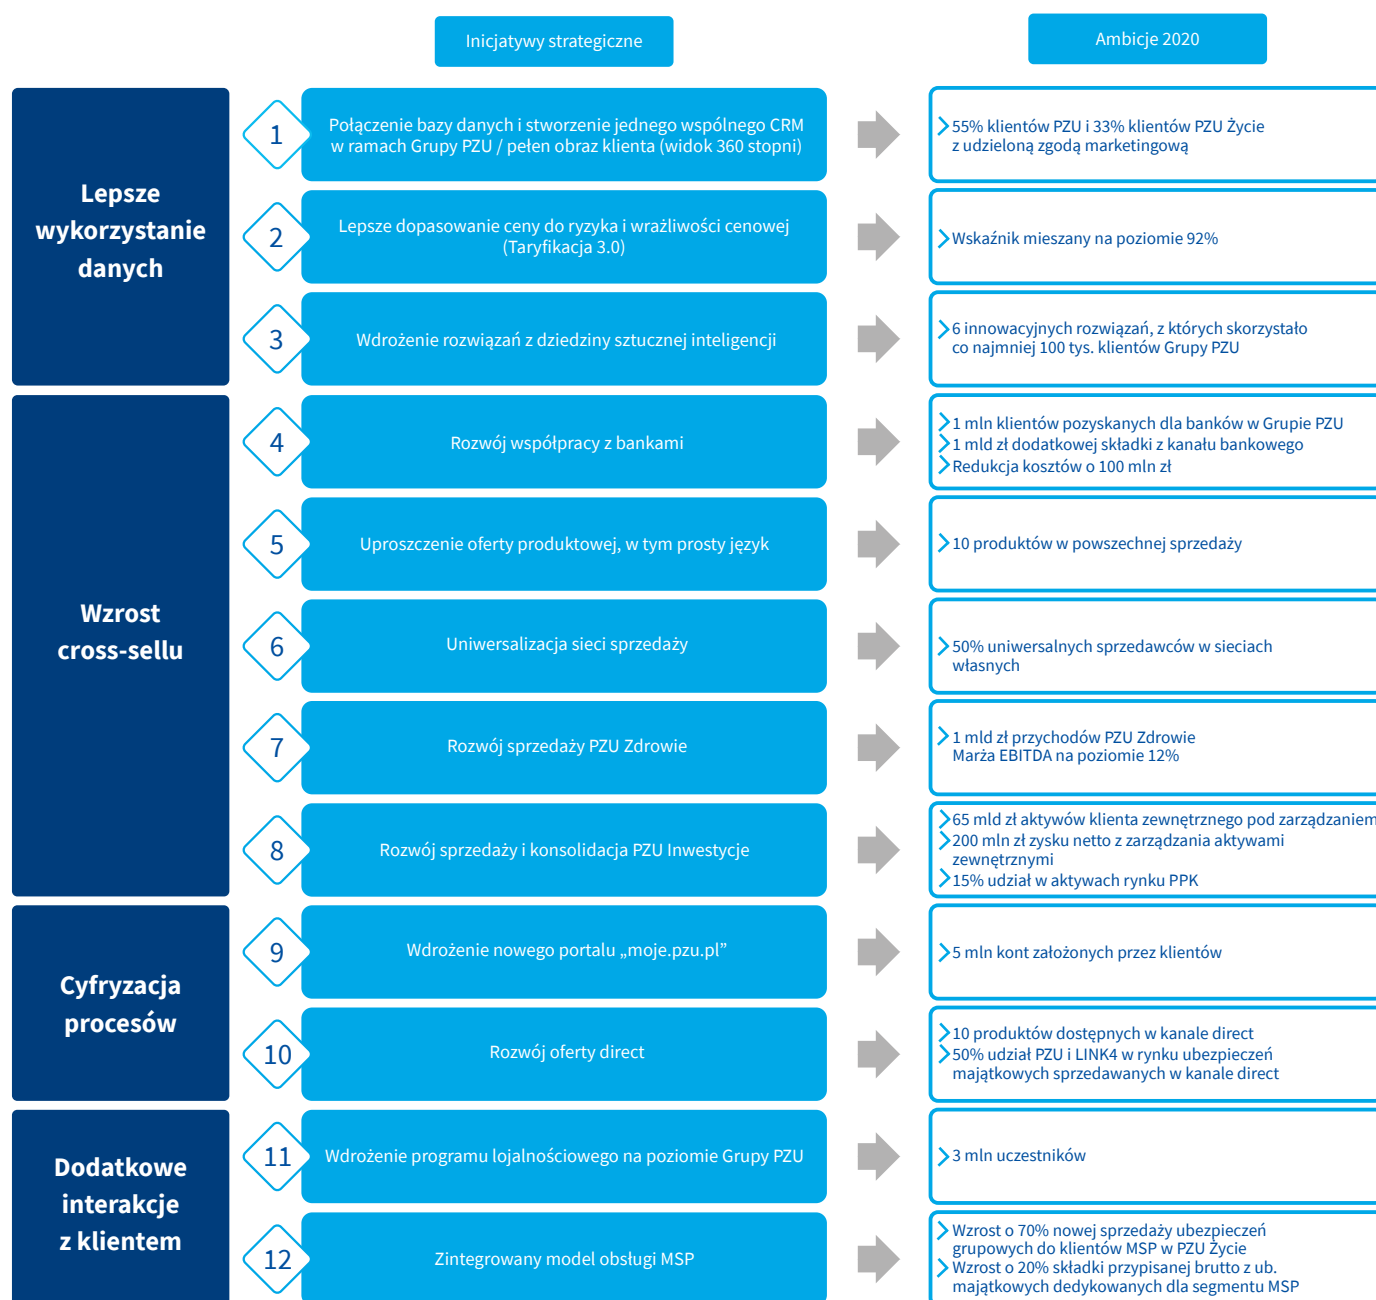 Inicjatywy strategiczne
Ambicje 2020
Lepsze
wykorzystanie
danych
1
Połączenie bazy danych i stworzenie jednego wspólnego CRM
w ramach Grupy PZU / pełen obraz klienta (widok 360 stopni)
55% klientów PZU i 33% klientów PZU Życie
z udzieloną zgodą marketingową
2
Lepsze dopasowanie ceny do ryzyka i wrażliwości cenowej
(Taryfikacja 3.0)
Wskaźnik mieszany na poziomie 92%
3
Wdrożenie rozwiązań z dziedziny sztucznej inteligencji
6 innowacyjnych rozwiązań, z których skorzystało
co najmniej 100 tys. klientów Grupy PZU
Wzrost
cross-sellu
4
Rozwój współpracy z bankami
1 mln klientów pozyskanych dla banków w Grupie PZU
1 mld zł dodatkowej składki z kanału bankowego
Redukcja kosztów o 100 mln zł
5
Uproszczenie oferty produktowej, w tym prosty język
10 produktów w powszechnej sprzedaży
6
Uniwersalizacja sieci sprzedaży
50% uniwersalnych sprzedawców w sieciach
własnych
7
Rozwój sprzedaży PZU Zdrowie
1 mld zł przychodów PZU Zdrowie
Marża EBITDA na poziomie 12%
8
Rozwój sprzedaży i konsolidacja PZU Inwestycje
65 mld zł aktywów klienta zewnętrznego pod zarządzaniem
200 mln zł zysku netto z zarządzania aktywami
zewnętrznymi
15% udział w aktywach rynku PPK
Cyfryzacja
procesów
9
Wdrożenie nowego portalu „moje.pzu.pl”
5 mln kont założonych przez klientów
10
Rozwój oferty direct
10 produktów dostępnych w kanale direct
50% udział PZU i LINK4 w rynku ubezpieczeń
majątkowych sprzedawanych w kanale direct
Dodatkowe
interakcje
z klientem
11
Wdrożenie programu lojalnościowego na poziomie Grupy PZU
3 mln uczestników
12
Zintegrowany model obsługi MSP
Wzrost o 70% nowej sprzedaży ubezpieczeń
grupowych do klientów MSP w PZU Życie
Wzrost o 20% składki przypisanej brutto z ub.
majątkowych dedykowanych dla segmentu MSP